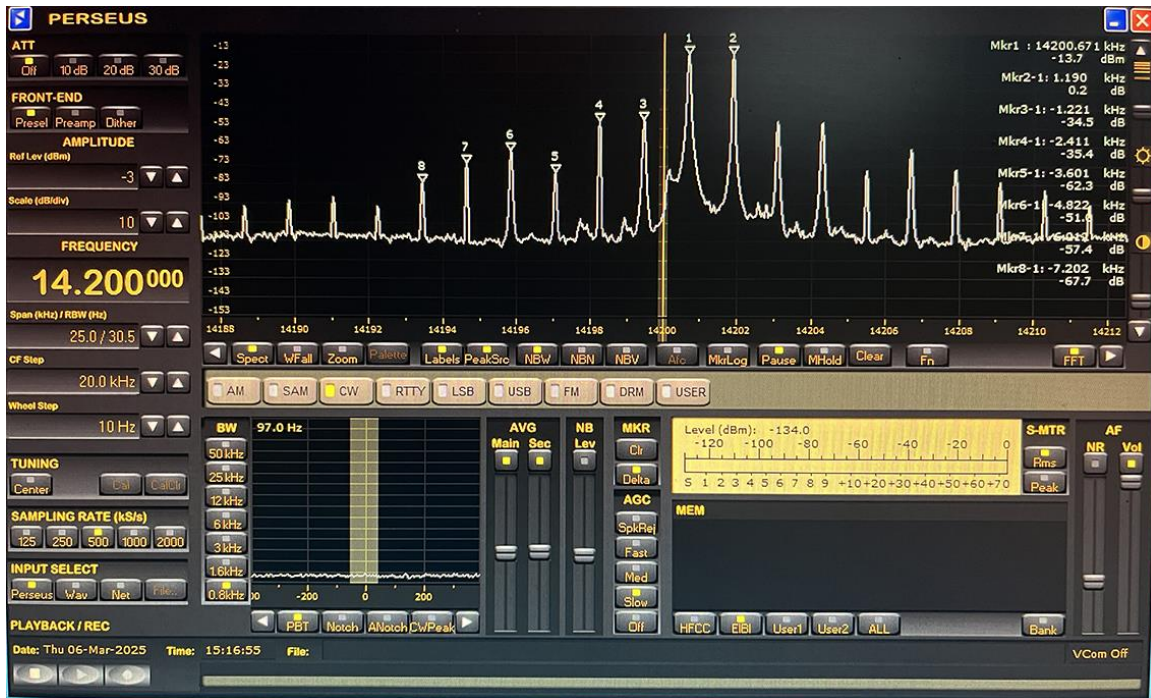 PERSEUS
ATT
Off 10 dB 20 dB 30 dB
FRONT-END
Presel Preamp Dither
AMPLITUDE
Ref Lev (dBm)
-3
Scale (dB/div)
10
FREQUENCY
14.200000
Span (kHz) / RBW (Hz)
25.0 / 30.5
CF Step
20.0 kHz
Wheel Step
10 Hz
TUNING
Center Cal CalClr
SAMPLING RATE (kS/s)
125 250 500 1000 2000
INPUT SELECT
Perseus Wav Net File..
PLAYBACK / REC
-13
-23
-33
-43
-53
-63
-73
-83
-93
-103
-123
-133
-143
-153
1 2
4 3
6
7
5
8
Mkr1 : 14200.671 kHz
-13.7 dBm
Mkr2-1: 1.190 kHz
0.2 dB
Mkr3-1: -1.221 kHz
-34.5 dB
Mkr4-1: -2.411 kHz
-35.4 dB
Mkr5-1: -3.601 kHz
-62.3 dB
Mkr6-1: -4.822 kHz
dB
kHz
-57.4 dB
Mkr8-1: -7.202 kHz
-67.7 dB
14188 14190 14192 14194 14196 14198 14200 14202 14204 14206 14208 14210 14212
Spect WFall Zoom Palette Labels PeakSrc NBW NBN NBV Afc MkrLog Pause MHold Clear Fn FFT
AM SAM CW RTTY LSB USB FM DRM USER
BW
50 kHz
25 kHz
12 kHz
6 kHz
3 kHz
1.6kHz
0.8kHz
97.0 Hz
-200 0 200
PBT Notch ANotch CWPeak
AVG
Main Sec
NB
Lev
MKR
Clr
Delta
AGC
SpkRej
Fast
Med
Slow
Off
Level (dBm): -134.0
-120 -100 -80 -60 -40 -20 0
S 1 2 3 4 5 6 7 8 9 +10+20+30+40+50+60+70
S-MTR
Rms
Peak
AF
NR Vol
MEM
HFCC EIBI User1 User2 ALL Bank
Date: Thu 06-Mar-2025 Time: 15:16:55 File:
VCom Off